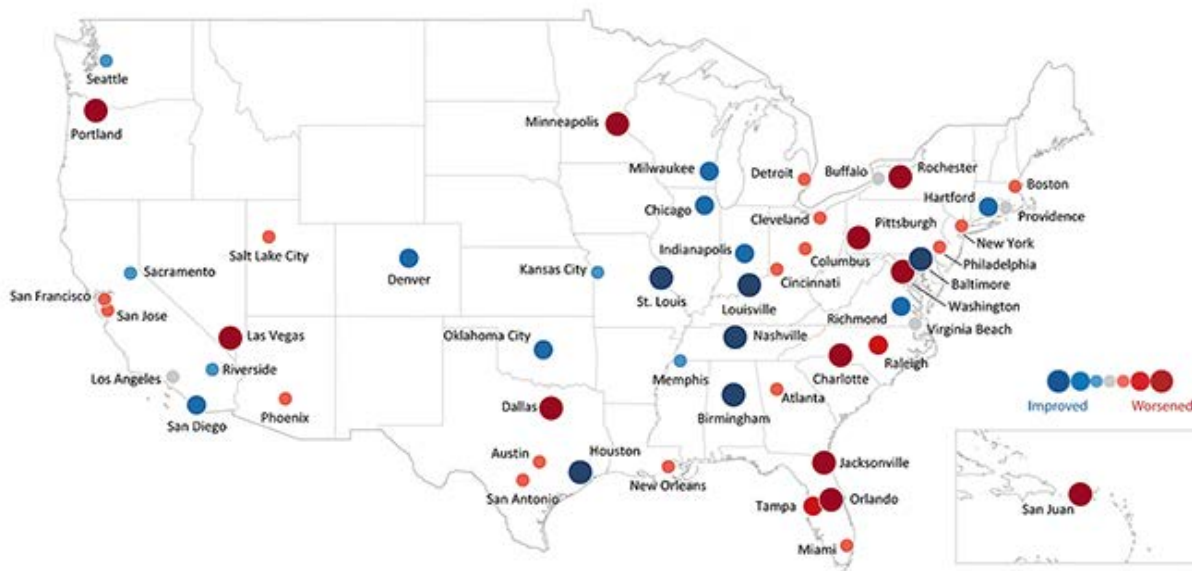 Seattle
Portland
Minneapolis
Milwaukee
Detroit
Buffalo
Rochester
Boston
Hartford
Chicago
Cleveland
Pittsburgh
Providence
New York
Salt Lake City
Indianapolis
Columbus
Philadelphia
Sacramento
Denver
Kansas City
Cincinnati
Baltimore
San Francisco
St. Louis
Louisville
Washington
San Jose
Richmond
Virginia Beach
Las Vegas
Oklahoma City
Nashville
Raleigh
Los Angeles
Riverside
Memphis
Charlotte
Atlanta
Phoenix
San Diego
Dallas
Birmingham
Improved
Worsened
Austin
Houston
Jacksonville
San Antonio
New Orleans
Orlando
Tampa
San Juan
Miami